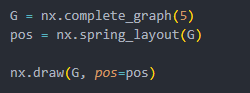 G = nx.complete_graph(5)
pos = nx.spring_layout(G)
nx.draw(G, pos=pos)